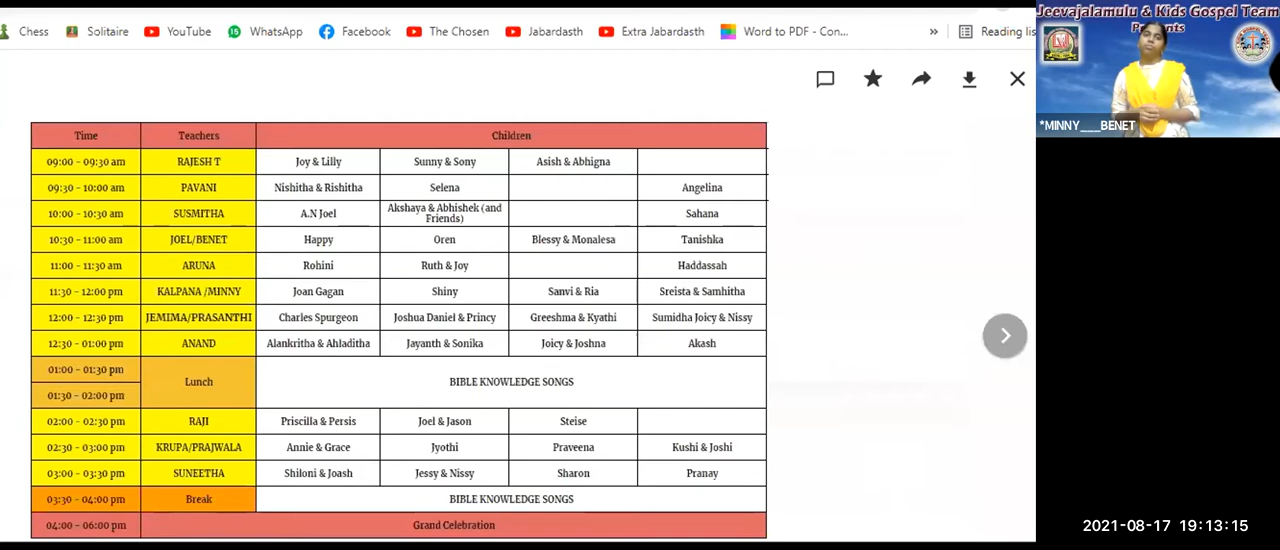 Chess Solitaire YouTube WhatsApp Facebook The Chosen Jabardasth Extra Jabardasth Word to PDF - Con... » Reading lis
Jeevajalamulu & Kids Gospel Team
Presents
*MINNY___BENET
Time Teachers Children
09:00 - 09:30 am RAJESH T Joy & Lilly Sunny & Sony Asish & Abhigna
09:30 - 10:00 am PAVANI Nishitha & Rishitha Selena Angelina
10:00 - 10:30 am SUSMITHA A.N Joel Akshaya & Abhishek (and Friends) Sahana
10:30 - 11:00 am JOEL/BENET Happy Oren Blessy & Monalesa Tanishka
11:00 - 11:30 am ARUNA Rohini Ruth & Joy Haddassah
11:30 - 12:00 pm KALPANA /MINNY Joan Gagan Shiny Sanvi & Ria Sreista & Samhitha
12:00 - 12:30 pm JEMIMA/PRASANTHI Charles Spurgeon Joshua Daniel & Princy Greeshma & Kyathi Sumidha Joicy & Nissy
12:30 - 01:00 pm ANAND Alankritha & Ahladitha Jayanth & Sonika Joicy & Joshna Akash
01:00 - 01:30 pm
Lunch BIBLE KNOWLEDGE SONGS
01:30 - 02:00 pm
02:00 - 02:30 pm RAJI Priscilla & Persis Joel & Jason Steise
02:30 - 03:00 pm KRUPA/PRAJWALA Annie & Grace Jyothi Praveena Kushi & Joshi
03:00 - 03:30 pm SUNEETHA Shiloni & Joash Jessy & Nissy Sharon Pranay
03:30 - 04:00 pm Break BIBLE KNOWLEDGE SONGS
04:00 - 06:00 pm Grand Celebration
2021-08-17 19:13:15